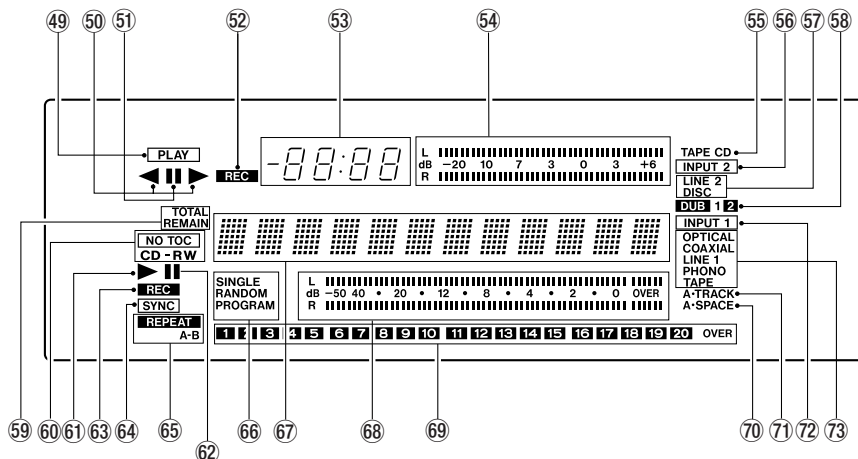 49 50 51 52 53 54 55 56 57 58
PLAY
REC
-88:88
L
dB -20 10 7 3 0 3 +6
R
TAPE CD
INPUT 2
LINE 2
DISC
DUB 1 2
TOTAL
REMAIN
NO TOC
CD-RW
REC
SYNC
REPEAT
A-B
SINGLE
RANDOM
PROGRAM
L
dB -50 40 • 20 • 12 • 8 • 4 • 2 • 0 OVER
R
1 2 3 4 5 6 7 8 9 10 11 12 13 14 15 16 17 18 19 20 OVER
INPUT 1
OPTICAL
COAXIAL
LINE 1
PHONO
TAPE
A•TRACK
A•SPACE
59 60 61 63 64 65 62 66 67 68 69 70 71 72 73